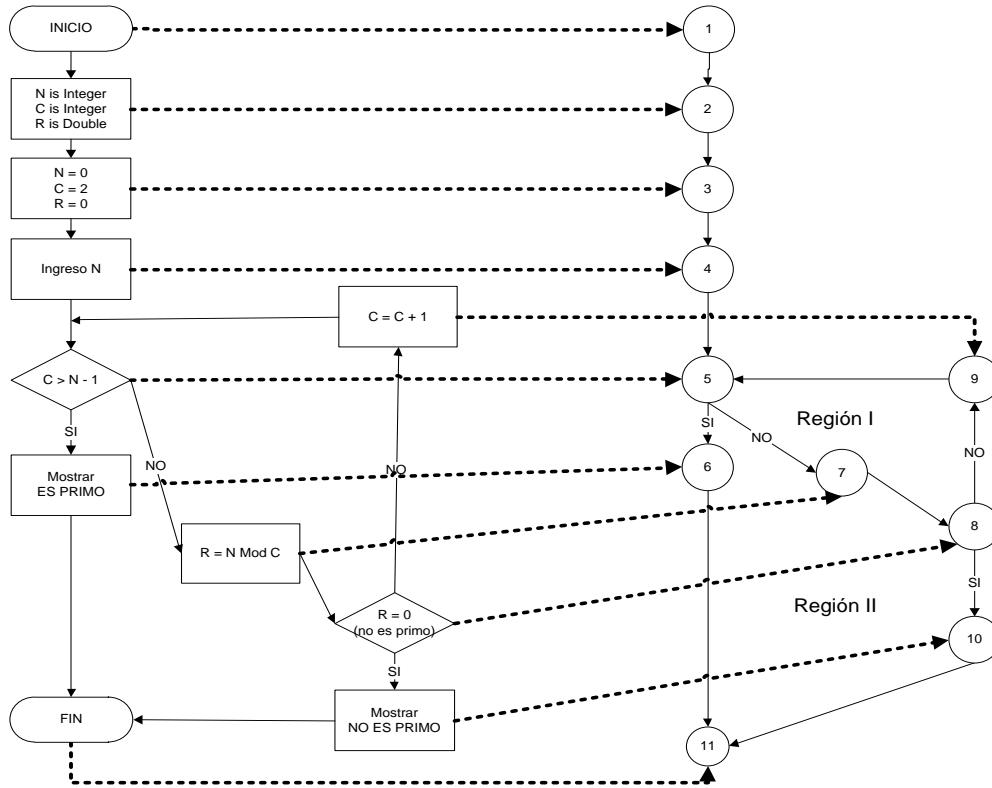 INICIO
1
N is Integer
C is Integer
R is Double
2
N = 0
C = 2
R = 0
3
Ingreso N
4
C = C + 1
C > N - 1
5
9
Región I
SI
NO
SI
NO
NO
NO
Mostrar
ES PRIMO
6
7
8
R = N Mod C
SI
R = 0
(no es primo)
Región II
10
SI
Mostrar
NO ES PRIMO
FIN
11